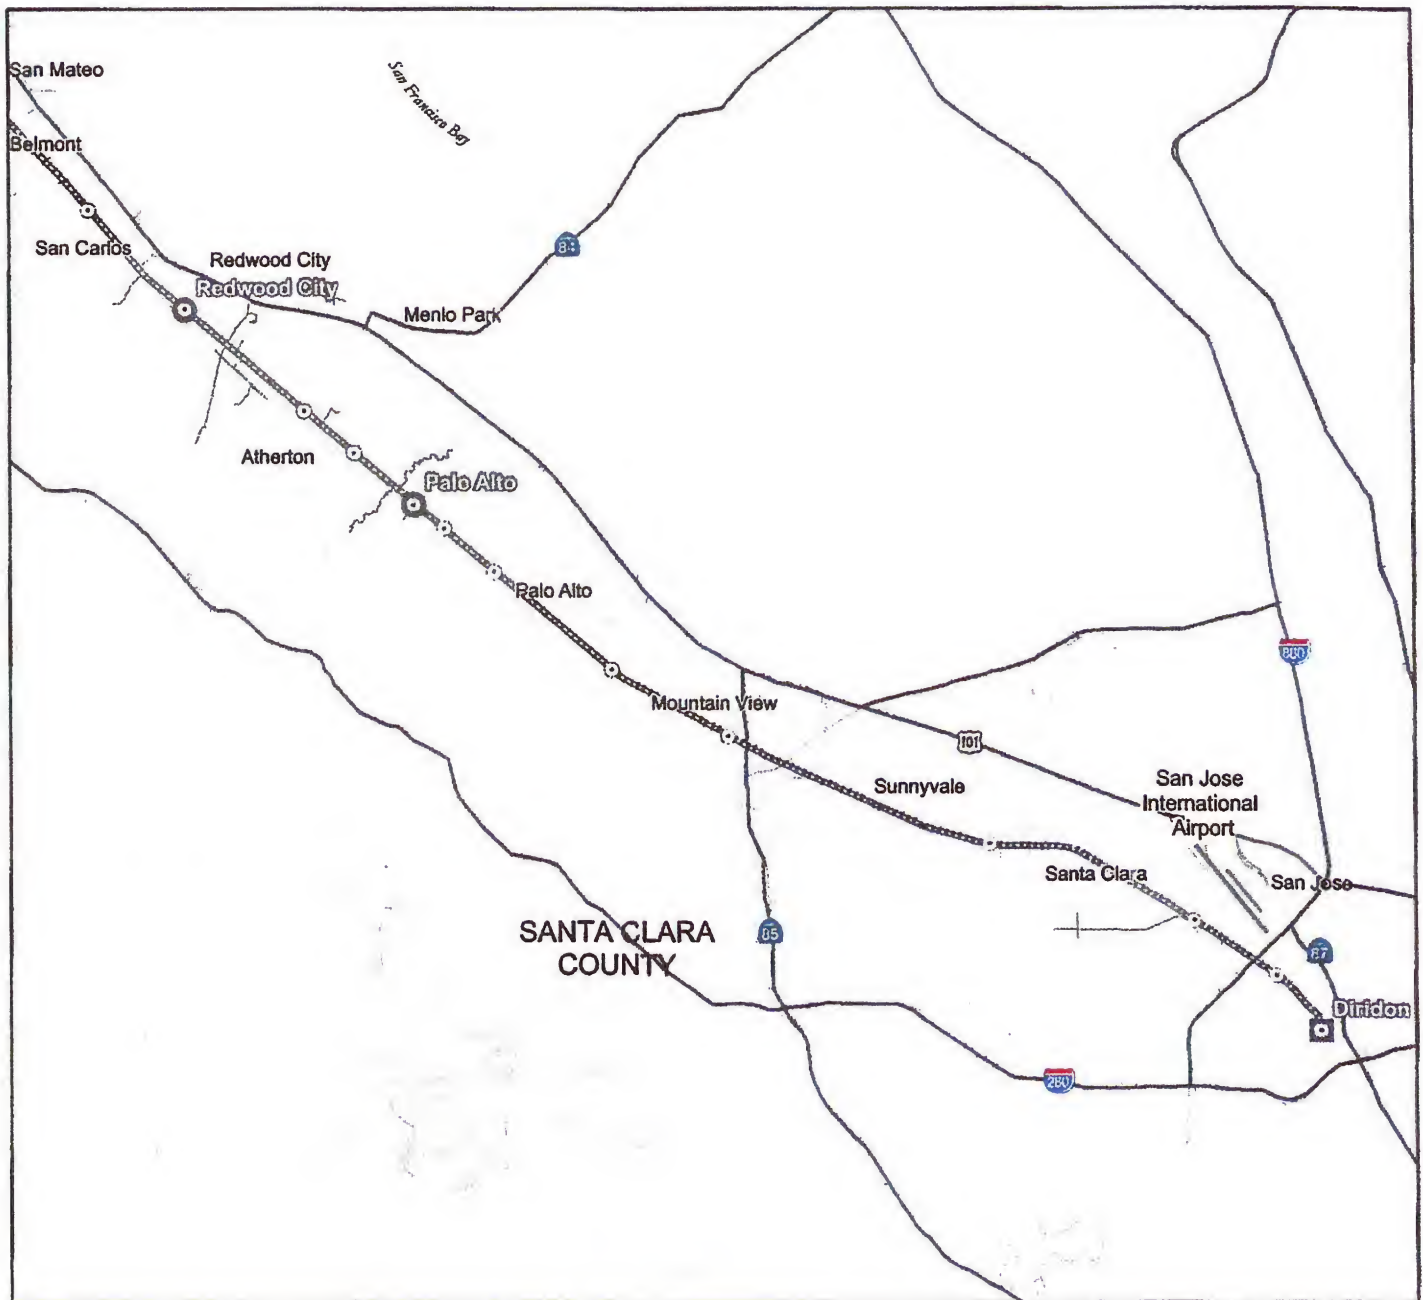 San Mateo
San Francisco Bay
Belmont
San Carlos
84
Redwood City
Redwood City
Menlo Park
Atherton
Palo Alto
Palo Alto
880
Mountain View
101
Sunnyvale
San Jose
International
Airport
Santa Clara
San Jose
SANTA CLARA
COUNTY
85
87
Diridon
280